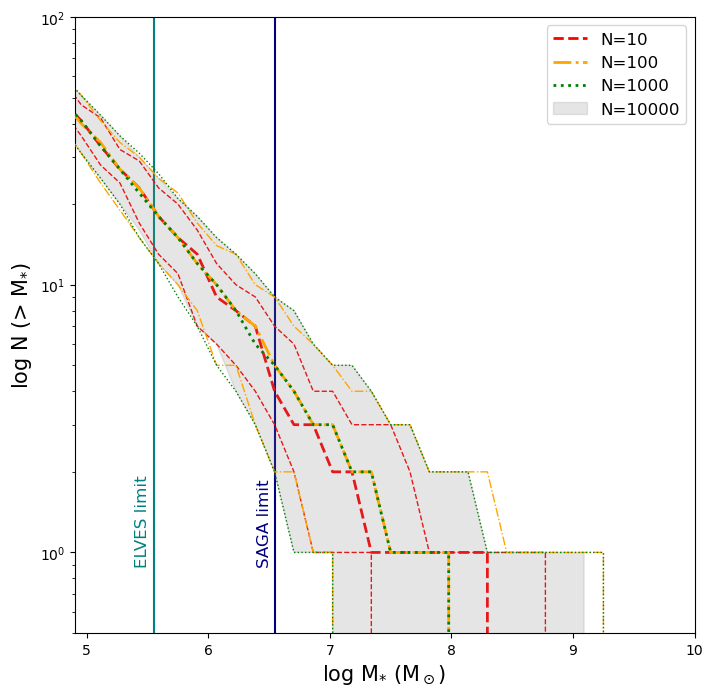 10²
N=10
N=100
N=1000
N=10000
10¹
log N (> M*)
ELVES limit
SAGA limit
10⁰
5 6 7 8 9 10
log M* (M_⊙)